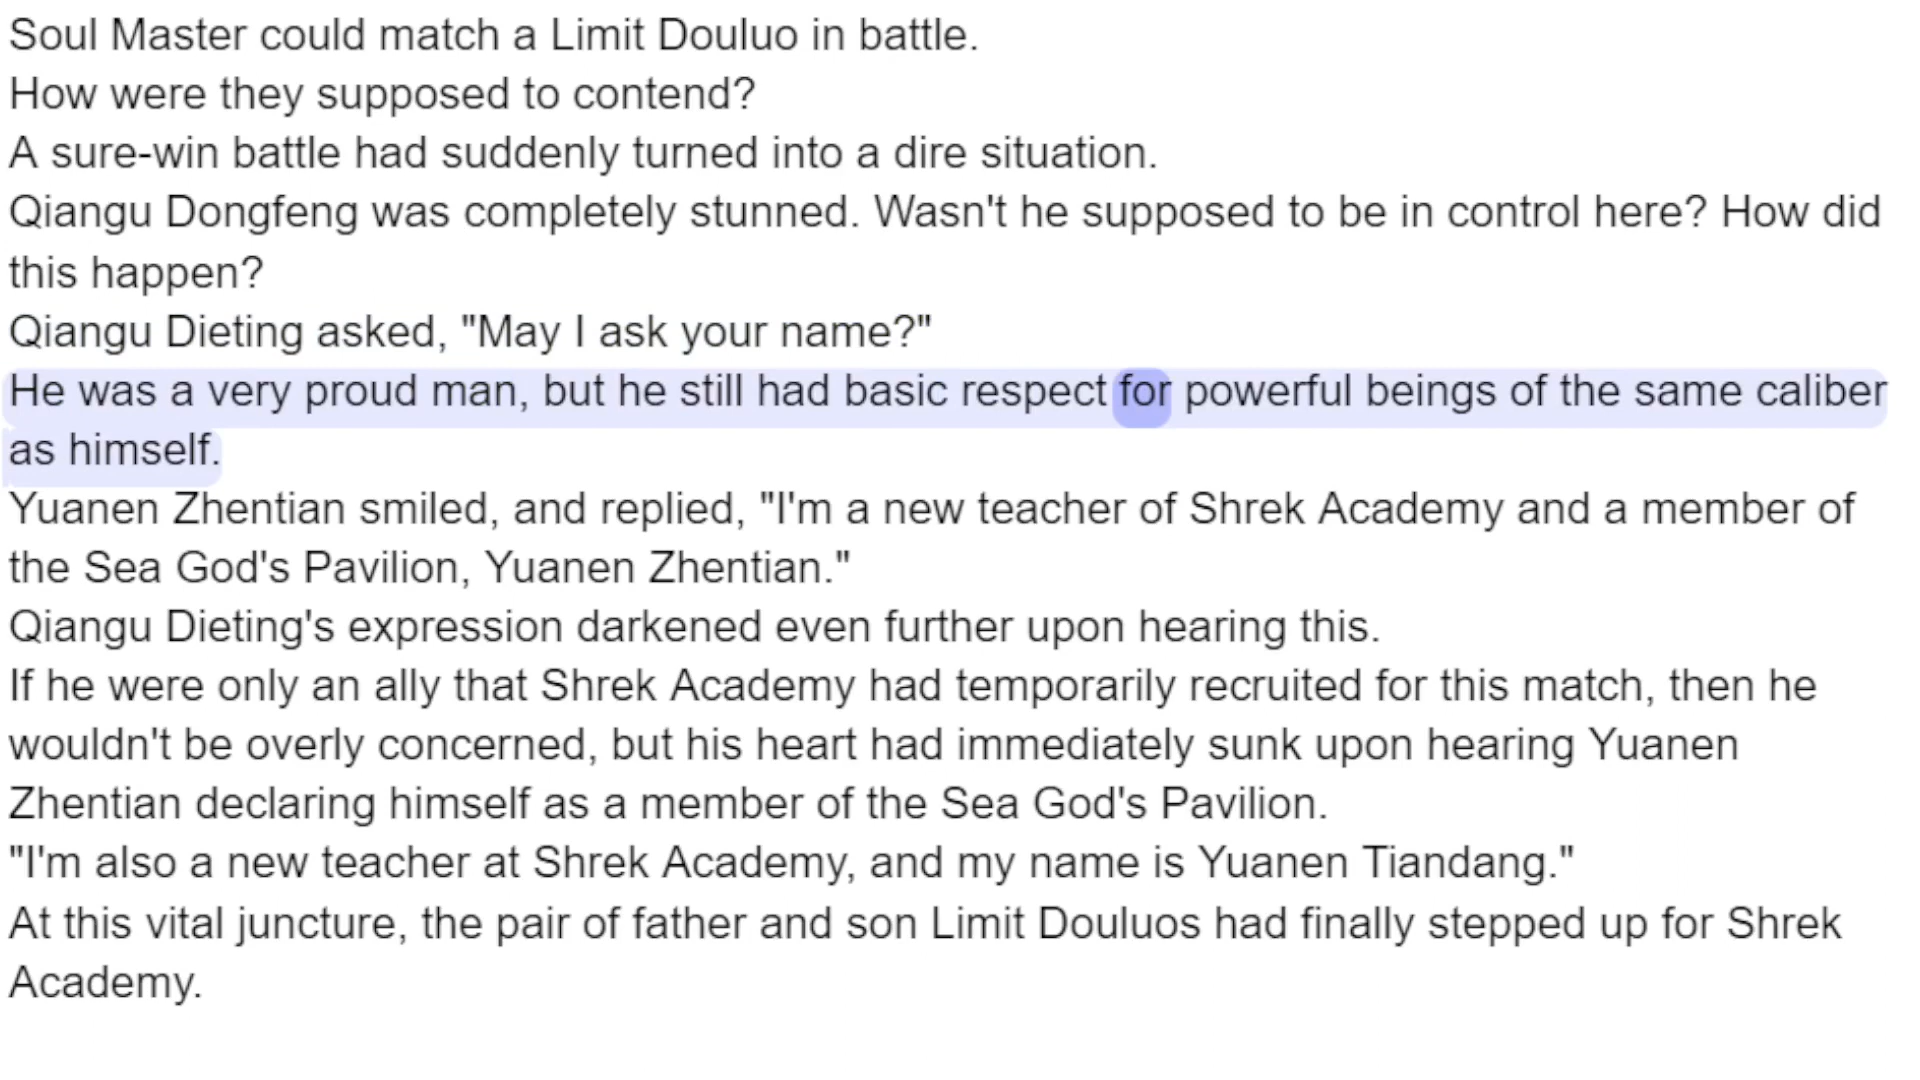 Soul Master could match a Limit Douluo in battle.
How were they supposed to contend?
A sure-win battle had suddenly turned into a dire situation.
Qiangu Dongfeng was completely stunned. Wasn't he supposed to be in control here? How did
this happen?
Qiangu Dieting asked, "May I ask your name?"
He was a very proud man, but he still had basic respect for powerful beings of the same caliber
as himself.
Yuanen Zhentian smiled, and replied, "I'm a new teacher of Shrek Academy and a member of
the Sea God's Pavilion, Yuanen Zhentian."
Qiangu Dieting's expression darkened even further upon hearing this.
If he were only an ally that Shrek Academy had temporarily recruited for this match, then he
wouldn't be overly concerned, but his heart had immediately sunk upon hearing Yuanen
Zhentian declaring himself as a member of the Sea God's Pavilion.
"I'm also a new teacher at Shrek Academy, and my name is Yuanen Tiandang."
At this vital juncture, the pair of father and son Limit Douluos had finally stepped up for Shrek
Academy.